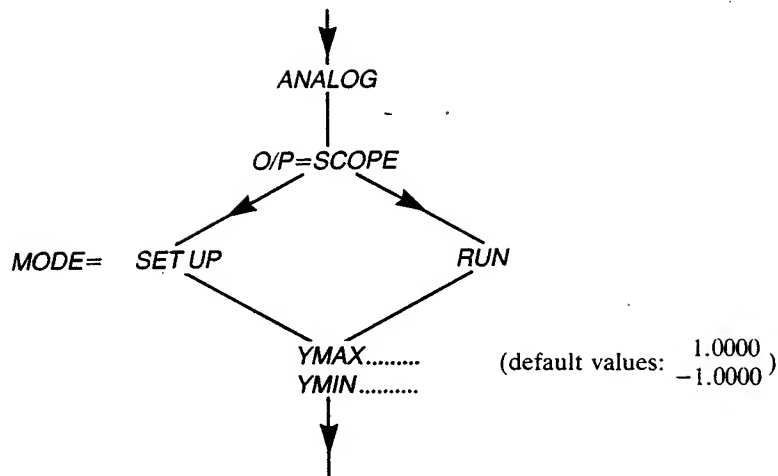 ANALOG
O/P=SCOPE
MODE= SET UP RUN
YMAX.........
YMIN..........
(default values: 1.0000
-1.0000)